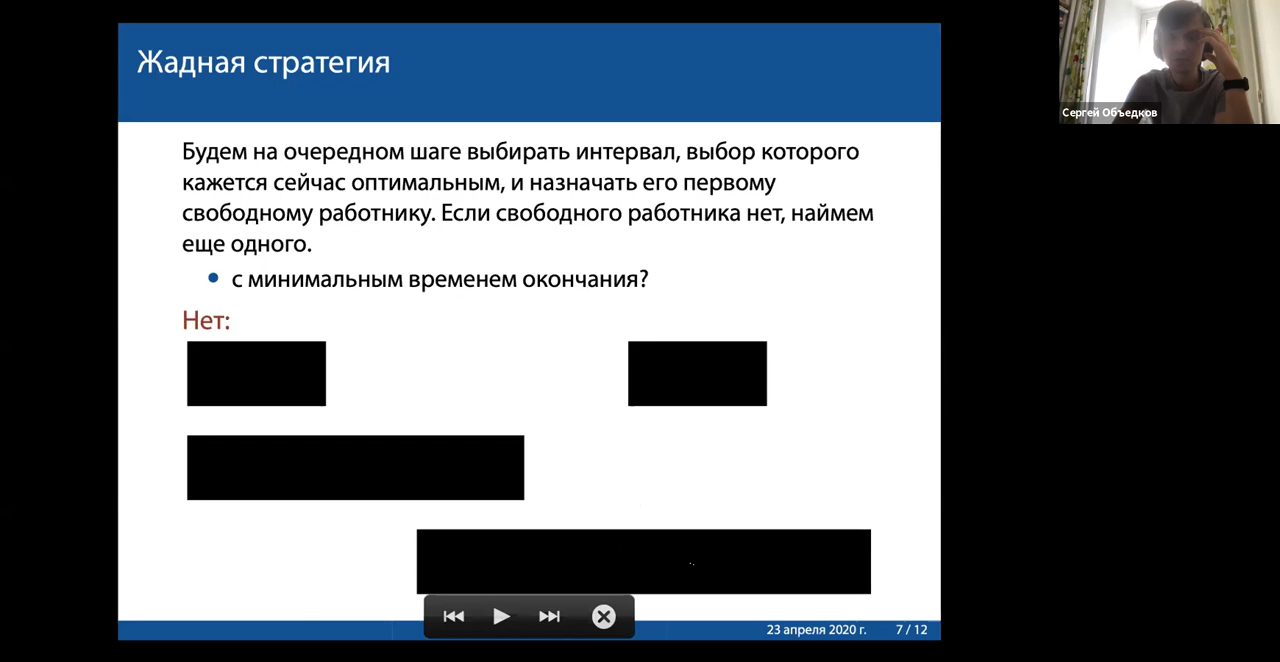 Жадная стратегия
Сергей Объедков
Будем на очередном шаге выбирать интервал, выбор которого
кажется сейчас оптимальным, и назначать его первому
свободному работнику. Если свободного работника нет, наймем
еще одного.
с минимальным временем окончания?
Нет:
23 апреля 2020 г.
7 / 12